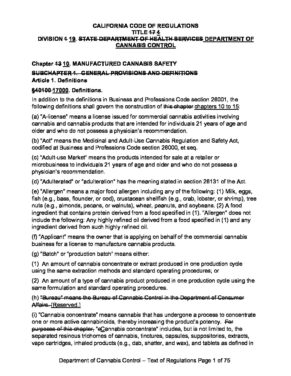 CALIFORNIA CODE OF REGULATIONS
TITLE 17 4
DIVISION 1 19. STATE DEPARTMENT OF HEALTH SERVICES DEPARTMENT OF
CANNABIS CONTROL
Chapter 13 10. MANUFACTURED CANNABIS SAFETY
SUBCHAPTER 1. GENERAL PROVISIONS AND DEFINITIONS
Article 1. Definitions
§40100 17000. Definitions.
In addition to the definitions in Business and Professions Code section 26001, the
following definitions shall govern the construction of this chapter chapters 10 to 15:
(a) "A-license" means a license issued for commercial cannabis activities involving
cannabis and cannabis products that are intended for individuals 21 years of age and
older and who do not possess a physician's recommendation.
(b) "Act" means the Medicinal and Adult-Use Cannabis Regulation and Safety Act,
codified at Business and Professions Code section 26000, et seq.
(c) "Adult-use Market" means the products intended for sale at a retailer or
microbusiness to individuals 21 years of age and older and who do not possess a
physician's recommendation.
(d) "Adulterated" or "adulteration" has the meaning stated in section 26131 of the Act.
(e) "Allergen" means a major food allergen including any of the following: (1) Milk, eggs,
fish (e.g., bass, flounder, or cod), crustacean shellfish (e.g., crab, lobster, or shrimp), tree
nuts (e.g., almonds, pecans, or walnuts), wheat, peanuts, and soybeans. (2) A food
ingredient that contains protein derived from a food specified in (1). "Allergen" does not
include the following: Any highly refined oil derived from a food specified in (1) and any
ingredient derived from such highly refined oil.
(f) "Applicant" means the owner that is applying on behalf of the commercial cannabis
business for a license to manufacture cannabis products.
(g) "Batch" or "production batch" means either:
(1) An amount of cannabis concentrate or extract produced in one production cycle using
the same extraction methods and standard operating procedures; or
(2) An amount of a type of cannabis product produced in one production cycle using the
same formulation and standard operating procedures.
(h) "Bureau" means the Bureau of Cannabis Control in the Department of Consumer
Affairs. [Reserved.]
(i) "Cannabis concentrate" means cannabis that has undergone a process to concentrate
one or more active cannabinoids, thereby increasing the product's potency. For
purposes of this chapter, "cCannabis concentrate" includes, but is not limited to, the
separated resinous trichomes of cannabis, tinctures, capsules, suppositories, extracts,
vape cartridges, inhaled products (e.g., dab, shatter, and wax), and tablets as defined in
Department of Cannabis Control – Text of Regulations Page 1 of 75